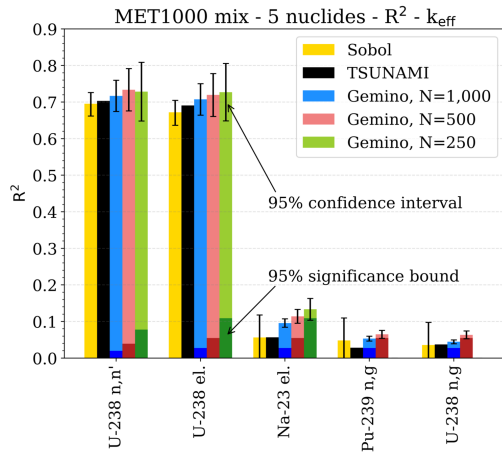 MET1000 mix - 5 nuclides - R² - k_eff
Sobol
TSUNAMI
Gemino, N=1,000
Gemino, N=500
Gemino, N=250
95% confidence interval
95% significance bound
R²
0.9
0.8
0.7
0.6
0.5
0.4
0.3
0.2
0.1
0.0
U-238 n,n'
U-238 el.
Na-23 el.
Pu-239 n,g
U-238 n,g